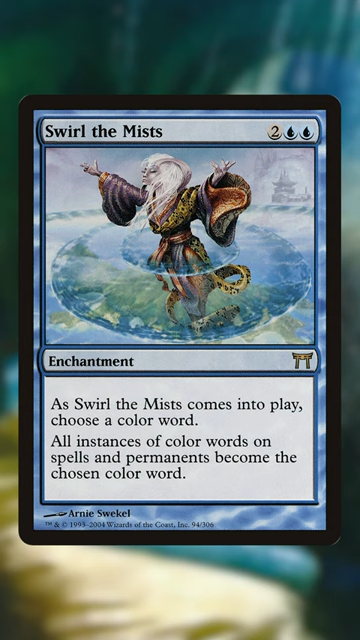 Swirl the Mists 2
Enchantment
As Swirl the Mists comes into play,
choose a color word.
All instances of color words on
spells and permanents become the
chosen color word.
Arnie Swekel
™ & © 1993–2004 Wizards of the Coast, Inc. 94/306